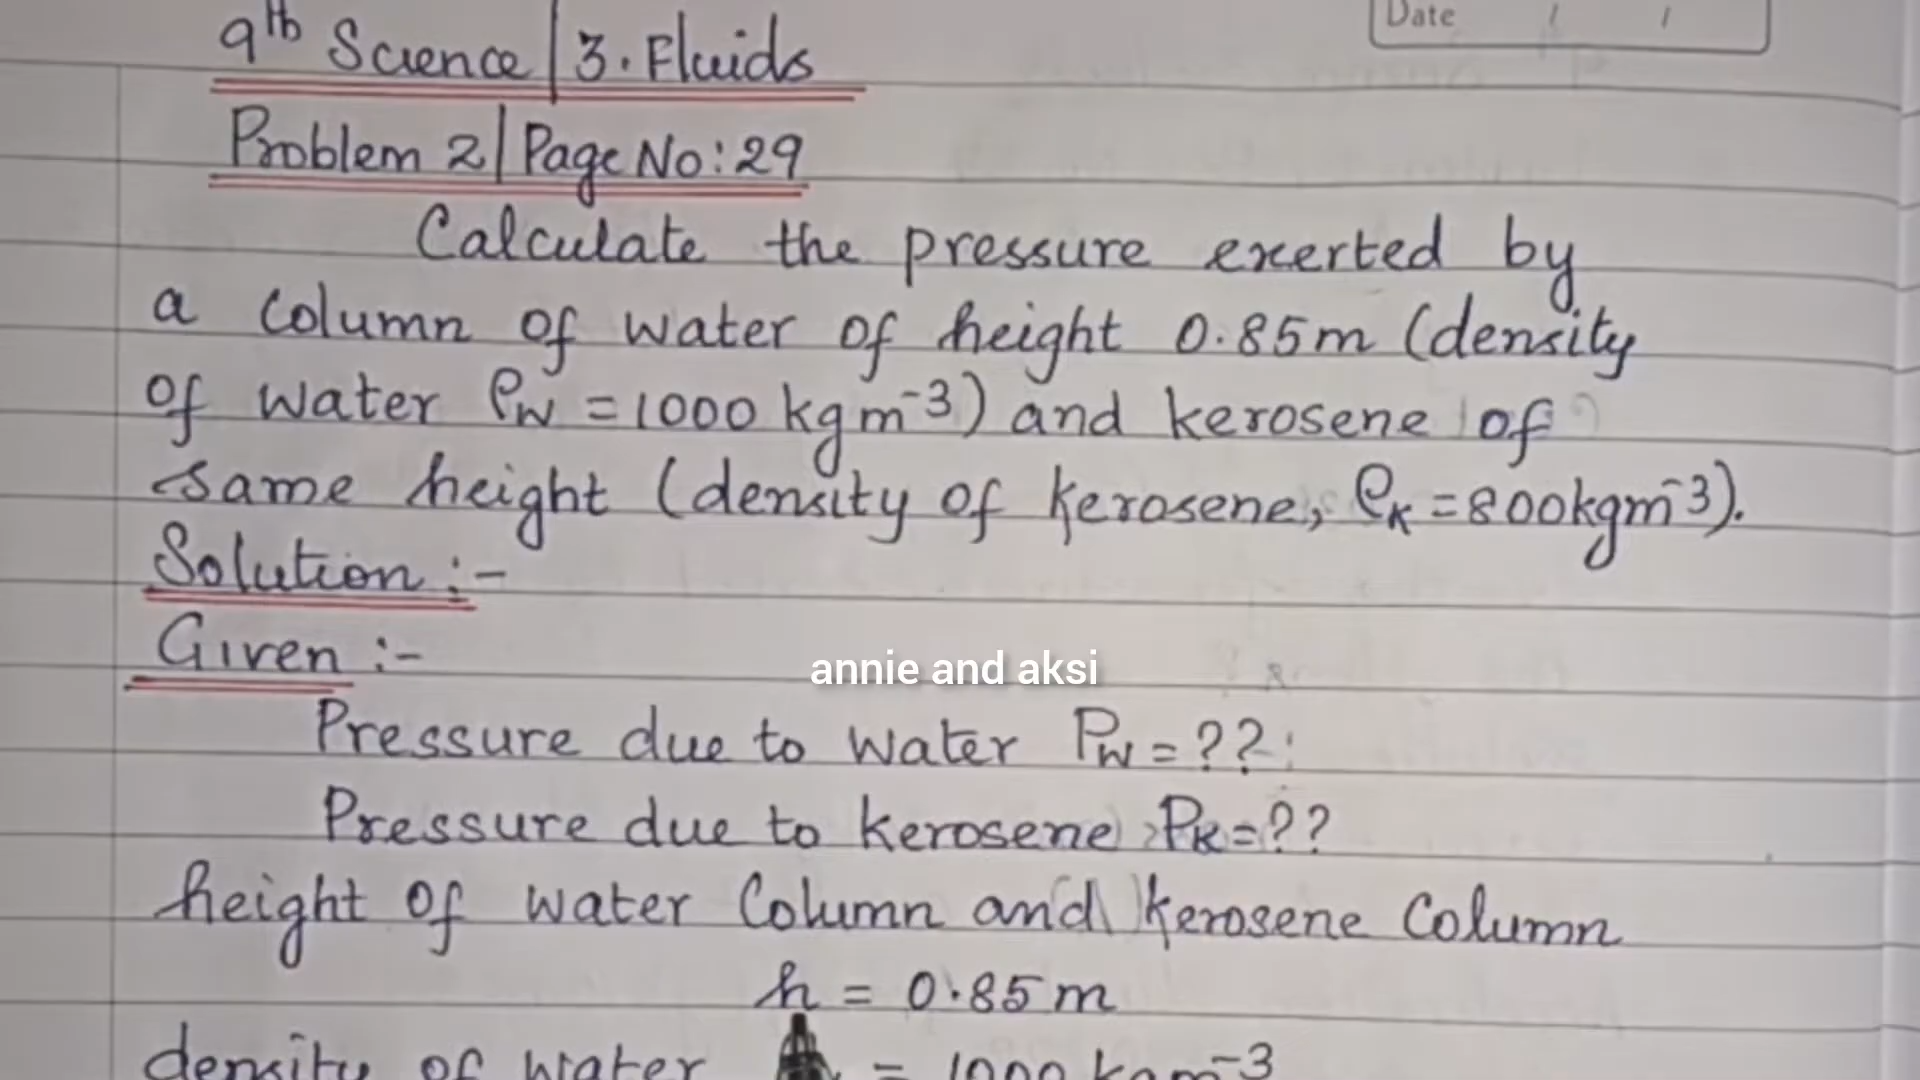 Date / /
9th Science | 3. Fluids
Problem 2 | Page No: 29
Calculate the pressure exerted by
a column of water of height 0.85m (density
of water ρw = 1000 kgm⁻³) and kerosene of
same height (density of kerosene, ρK = 800kgm⁻³).
Solution :-
Given :-
annie and aksi
Pressure due to water Pw = ??
Pressure due to kerosene PK = ??
height of water Column and kerosene Column
h = 0.85 m
density of water = 1000 kgm⁻³